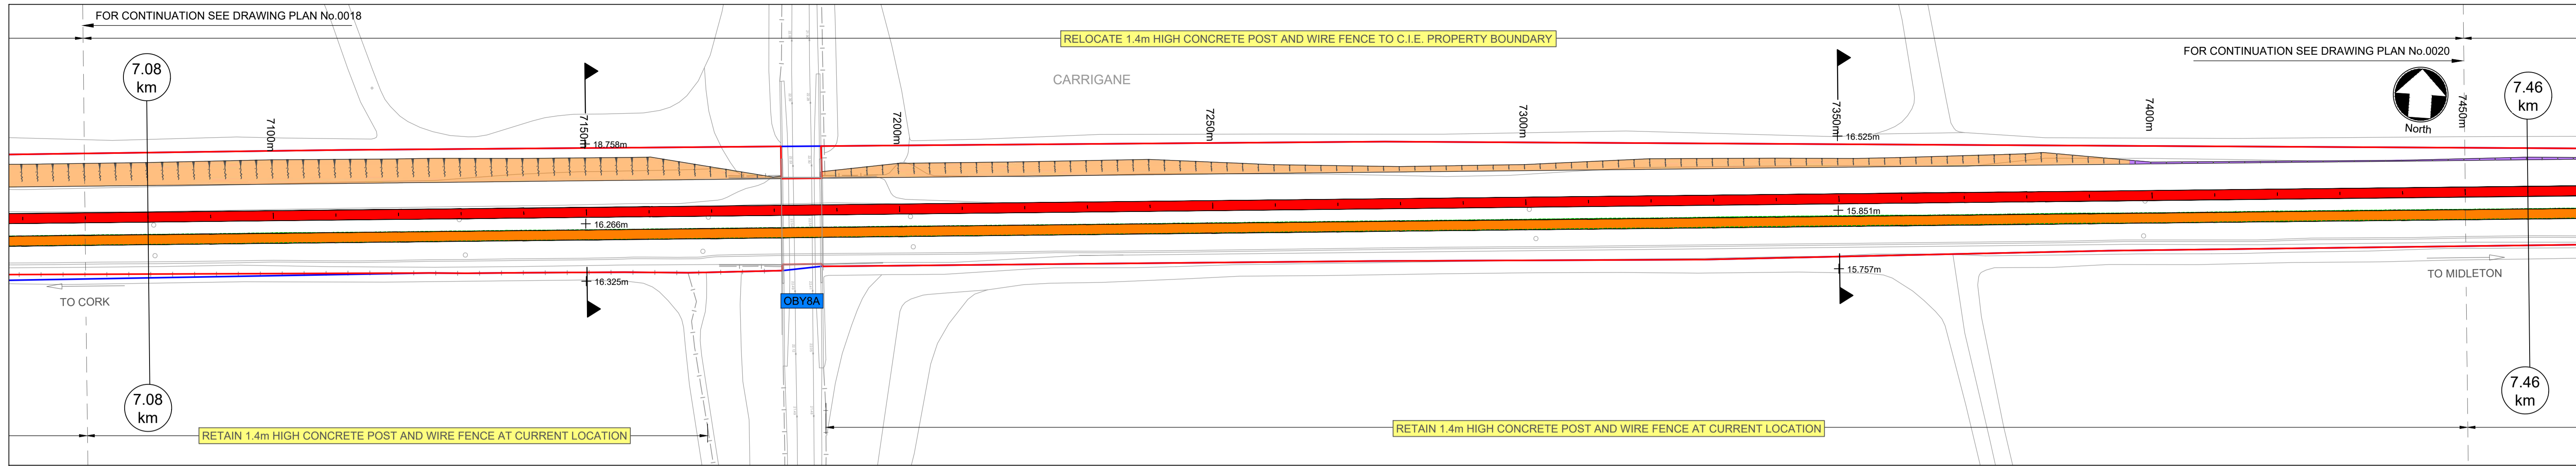 FOR CONTINUATION SEE DRAWING PLAN No.0018
RELOCATE 1.4m HIGH CONCRETE POST AND WIRE FENCE TO C.I.E. PROPERTY BOUNDARY
FOR CONTINUATION SEE DRAWING PLAN No.0020
7.08
km
CARRIGANE
North
7.46
km
7100m
7150m
7200m
7250m
7300m
7350m
7400m
7450m
18.758m
16.525m
16.266m
15.851m
16.325m
15.757m
TO CORK
OBY8A
TO MIDLETON
7.08
km
7.46
km
RETAIN 1.4m HIGH CONCRETE POST AND WIRE FENCE AT CURRENT LOCATION
RETAIN 1.4m HIGH CONCRETE POST AND WIRE FENCE AT CURRENT LOCATION